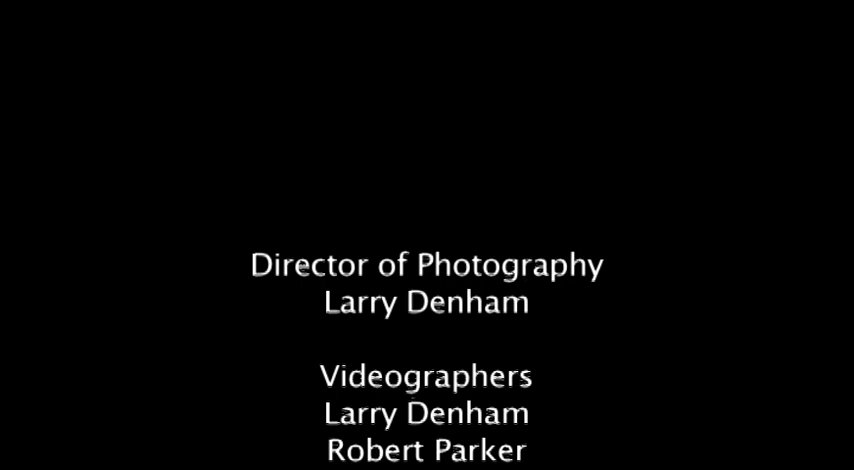 Director of Photography
Larry Denham
Videographers
Larry Denham
Robert Parker